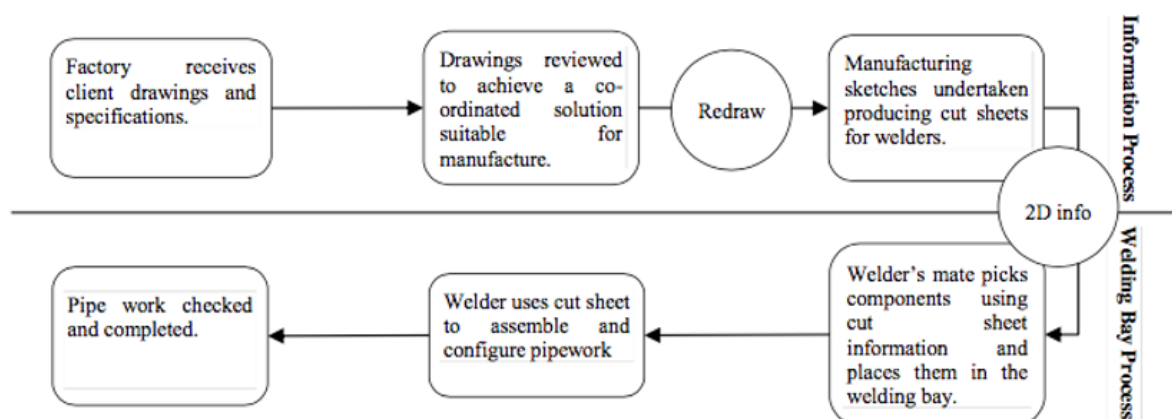 Factory receives
client drawings and
specifications.
Drawings reviewed
to achieve a co-
ordinated solution
suitable for
manufacture.
Redraw
Manufacturing
sketches undertaken
producing cut sheets
for welders.
Information Process
2D info
Welding Bay Process
Welder's mate picks
components using
cut sheet
information and
places them in the
welding bay.
Welder uses cut sheet
to assemble and
configure pipework
Pipe work checked
and completed.